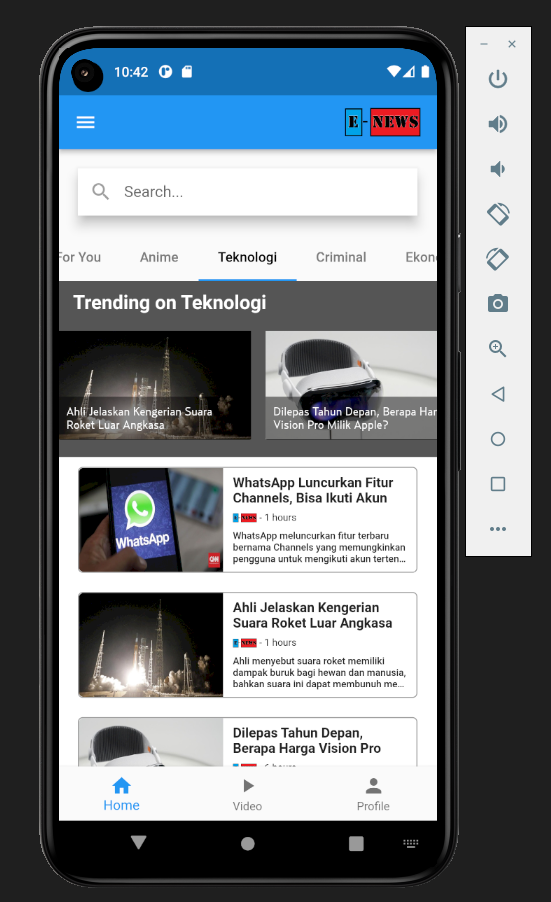 10:42
E-NEWS
Search...
For You Anime Teknologi Criminal Ekono
Trending on Teknologi
Ahli Jelaskan Kengerian Suara
Roket Luar Angkasa
Dilepas Tahun Depan, Berapa Har
Vision Pro Milik Apple?
WhatsApp Luncurkan Fitur
Channels, Bisa Ikuti Akun
E-NEWS - 1 hours
WhatsApp meluncurkan fitur terbaru
bernama Channels yang memungkinkan
pengguna untuk mengikuti akun terten...
WhatsApp
CNN
Ahli Jelaskan Kengerian
Suara Roket Luar Angkasa
E-NEWS - 1 hours
Ahli menyebut suara roket memiliki
dampak buruk bagi hewan dan manusia,
bahkan suara ini dapat membunuh me...
Dilepas Tahun Depan,
Berapa Harga Vision Pro
Home Video Profile